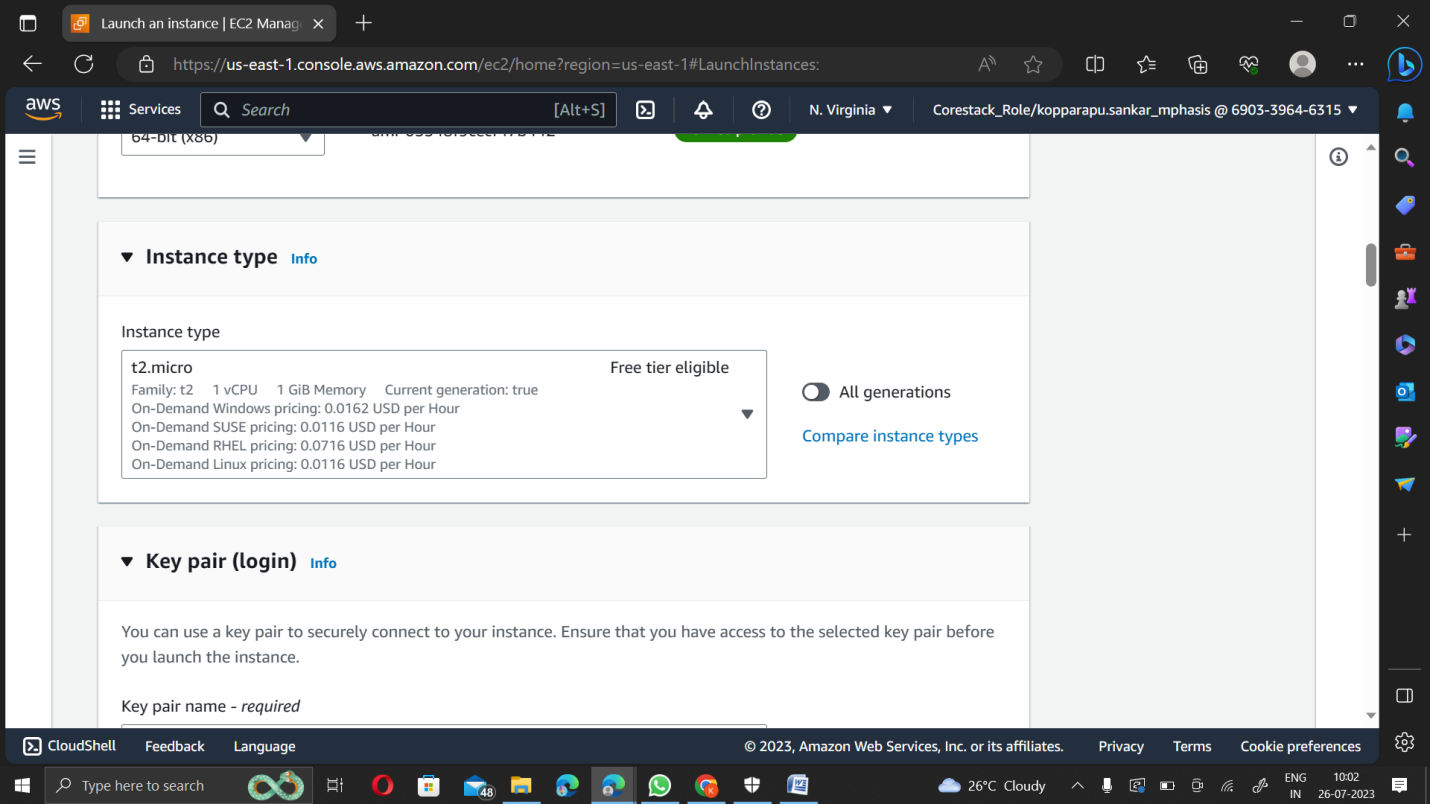 Launch an instance | EC2 Manag
https://us-east-1.console.aws.amazon.com/ec2/home?region=us-east-1#LaunchInstances:
aws
Services
Search
[Alt+S]
N. Virginia
Corestack_Role/kopparapu.sankar_mphasis @ 6903-3964-6315
64-bit (x86)
Instance type Info
Instance type
t2.micro
Free tier eligible
Family: t2 1 vCPU 1 GiB Memory Current generation: true
On-Demand Windows pricing: 0.0162 USD per Hour
On-Demand SUSE pricing: 0.0116 USD per Hour
On-Demand RHEL pricing: 0.0716 USD per Hour
On-Demand Linux pricing: 0.0116 USD per Hour
All generations
Compare instance types
Key pair (login) Info
You can use a key pair to securely connect to your instance. Ensure that you have access to the selected key pair before
you launch the instance.
Key pair name - required
CloudShell
Feedback
Language
© 2023, Amazon Web Services, Inc. or its affiliates.
Privacy
Terms
Cookie preferences
Type here to search
48
26°C Cloudy
ENG
IN
10:02
26-07-2023